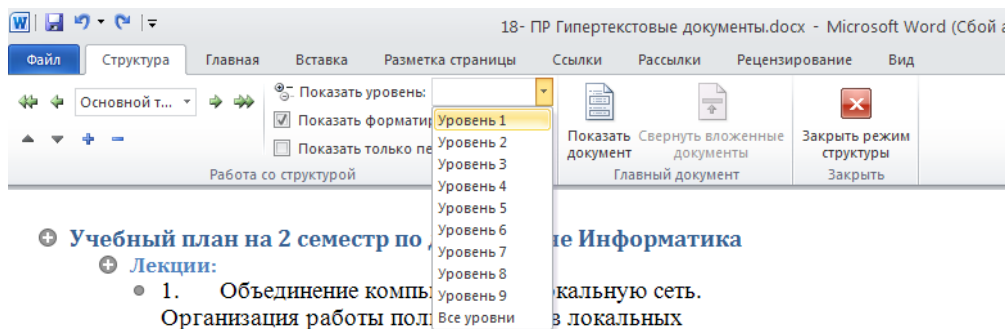 18- ПР Гипертекстовые документы.docx - Microsoft Word (Сбой а
Файл Структура Главная Вставка Разметка страницы Ссылки Рассылки Рецензирование Вид
Основной т... Показать уровень:
Показать формати
Показать только пе
Уровень 1
Уровень 2
Уровень 3
Уровень 4
Уровень 5
Уровень 6
Уровень 7
Уровень 8
Уровень 9
Все уровни
Показать документ
Свернуть вложенные документы
Закрыть режим структуры
Работа со структурой Главный документ Закрыть
Учебный план на 2 семестр по д не Информатика
Лекции:
1. Объединение компь кальную сеть.
Организация работы поль в локальных